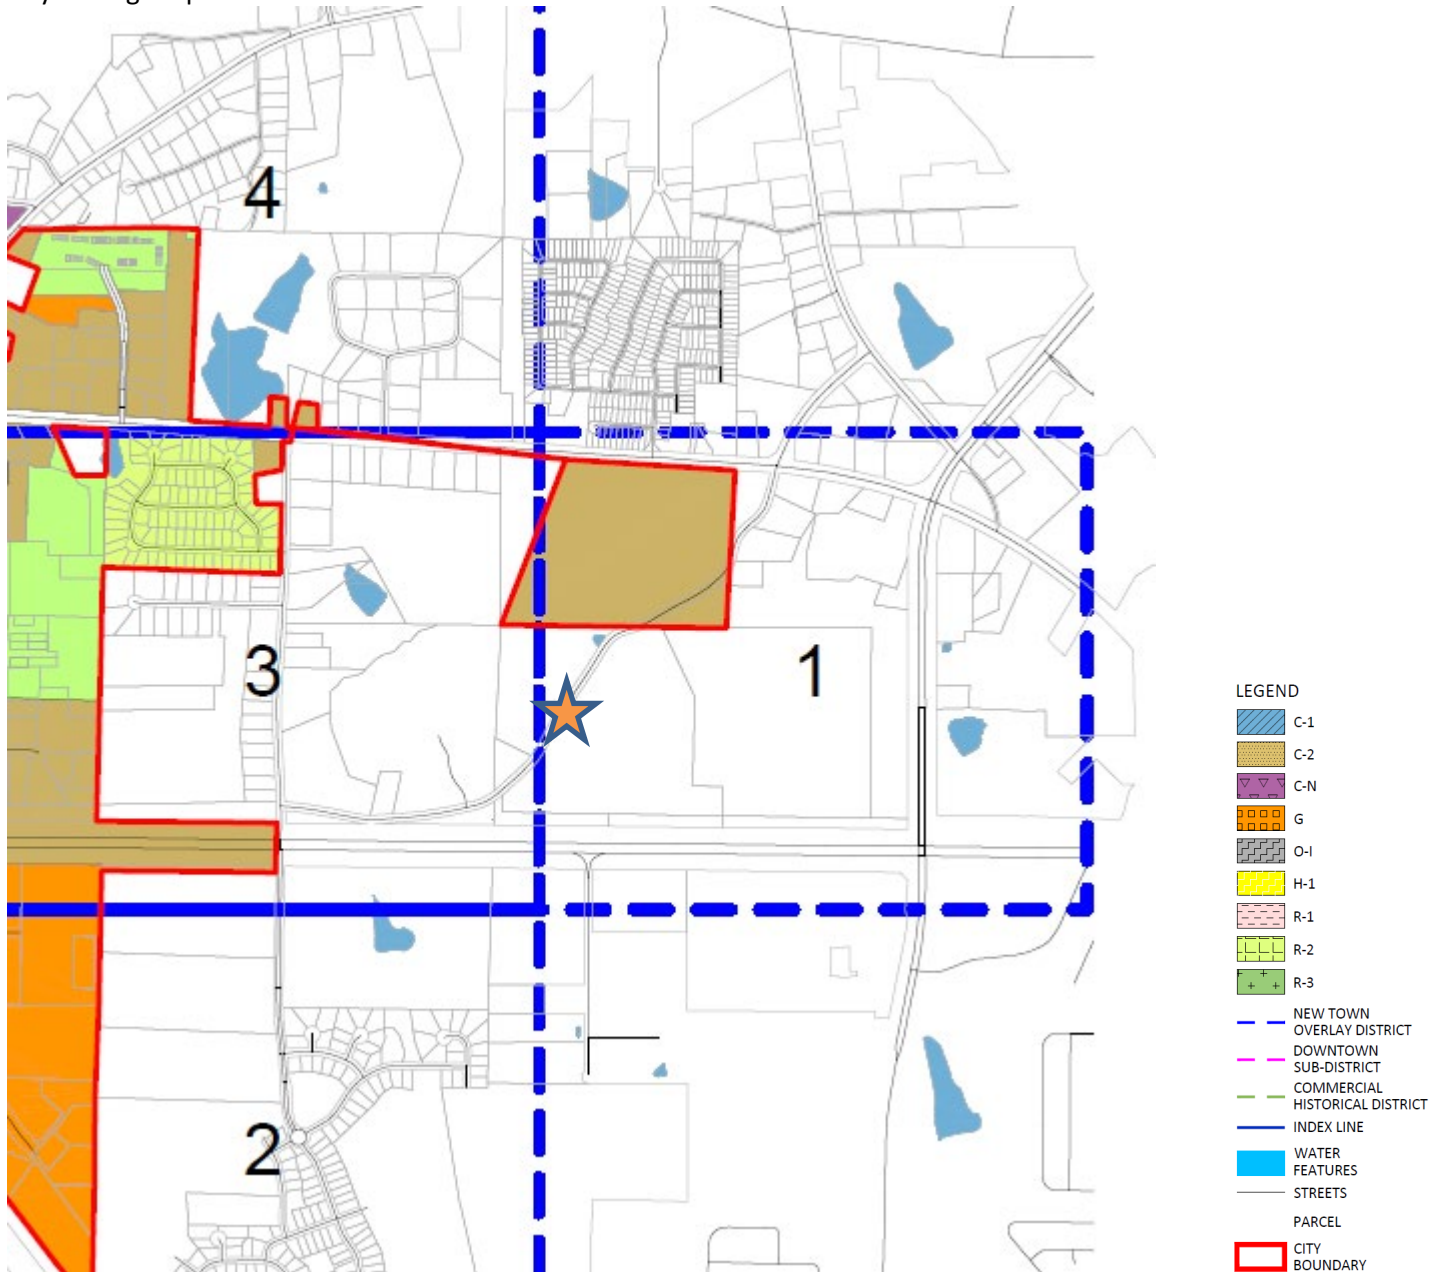 4
3
1
2
LEGEND
C-1
C-2
C-N
G
O-I
H-1
R-1
R-2
R-3
NEW TOWN
OVERLAY DISTRICT
DOWNTOWN
SUB-DISTRICT
COMMERCIAL
HISTORICAL DISTRICT
INDEX LINE
WATER
FEATURES
STREETS
PARCEL
CITY
BOUNDARY